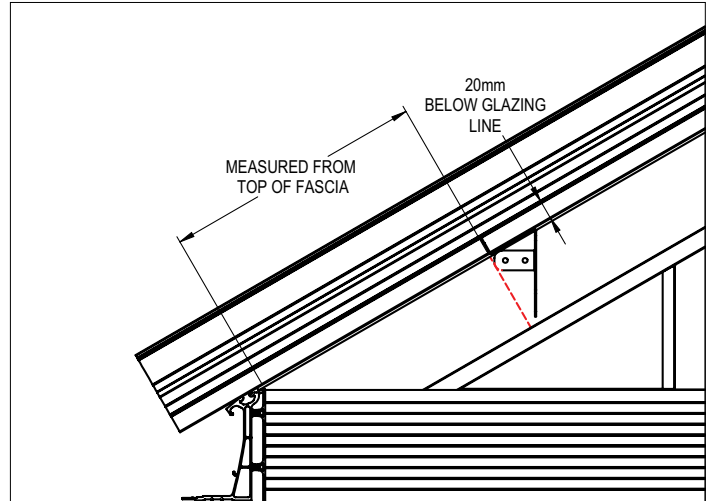 20mm
BELOW GLAZING
LINE
MEASURED FROM
TOP OF FASCIA